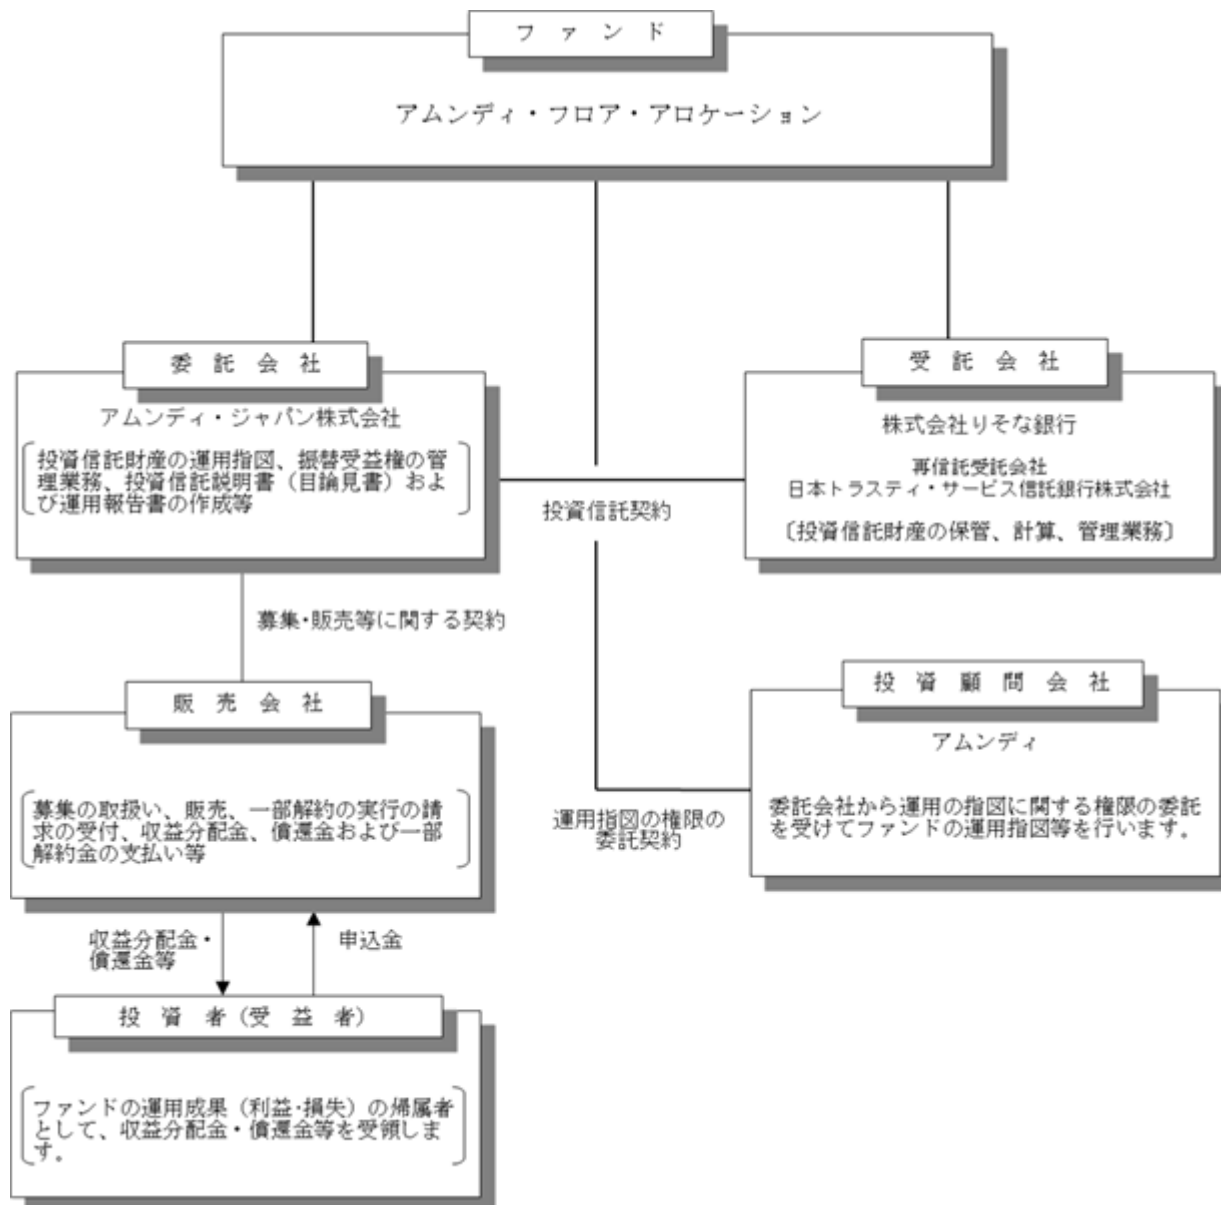 ファンド
アムンディ・フロア・アロケーション
委託会社
アムンディ・ジャパン株式会社
投資信託財産の運用指図、振替受益権の管
理業務、投資信託説明書（目論見書）およ
び運用報告書の作成等
受託会社
株式会社りそな銀行
再信託受託会社
日本トラスティ・サービス信託銀行株式会社
〔投資信託財産の保管、計算、管理業務〕
投資信託契約
募集・販売等に関する契約
販売会社
募集の取扱い、販売、一部解約の実行の請
求の受付、収益分配金、償還金および一部
解約金の支払い等
運用指図の権限の
委託契約
投資顧問会社
アムンディ
委託会社から運用の指図に関する権限の委託
を受けてファンドの運用指図等を行います。
収益分配金・
償還金等
申込金
投資者（受益者）
ファンドの運用成果（利益・損失）の帰属者
として、収益分配金・償還金等を受領しま
す。